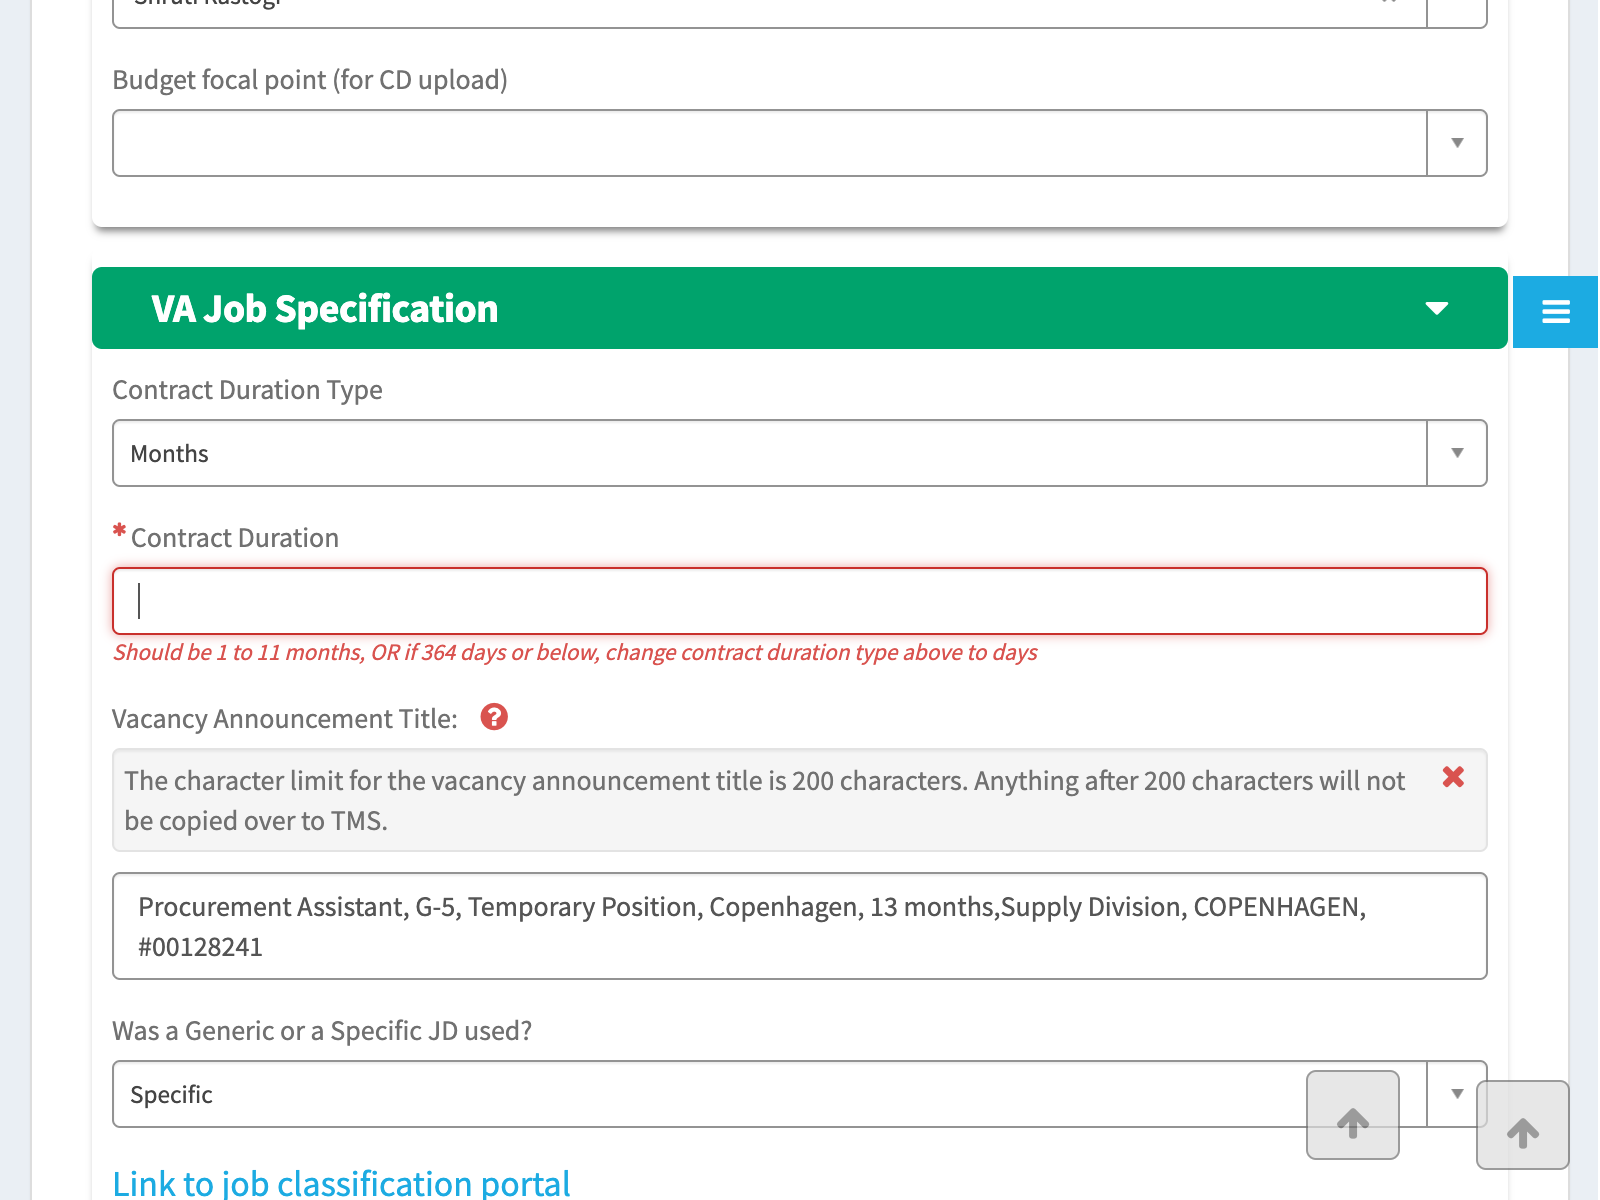 Budget focal point (for CD upload)
VA Job Specification
Contract Duration Type
Months
* Contract Duration
Should be 1 to 11 months, OR if 364 days or below, change contract duration type above to days
Vacancy Announcement Title:
The character limit for the vacancy announcement title is 200 characters. Anything after 200 characters will not
be copied over to TMS.
Procurement Assistant, G-5, Temporary Position, Copenhagen, 13 months,Supply Division, COPENHAGEN,
#00128241
Was a Generic or a Specific JD used?
Specific
Link to job classification portal